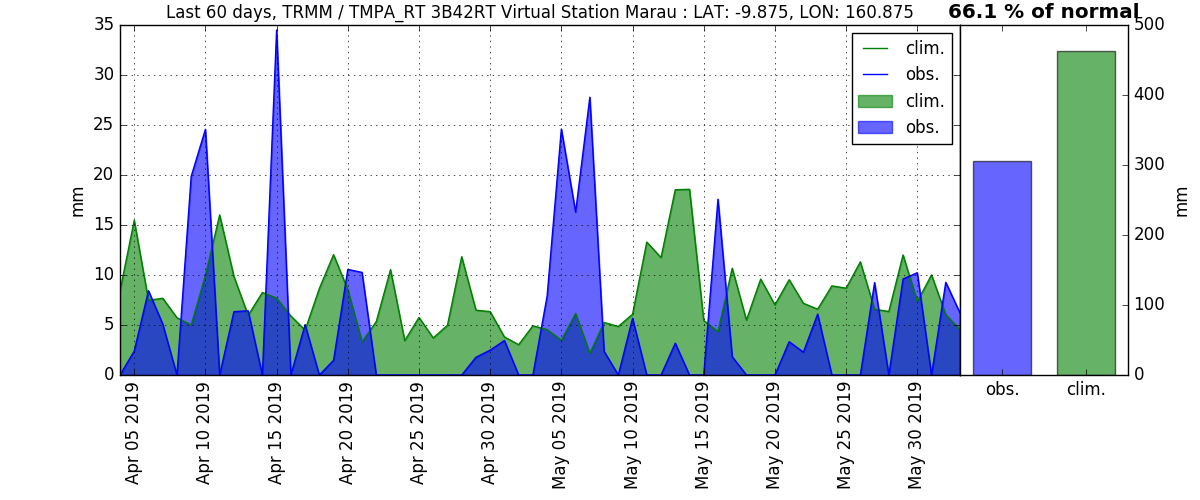 Last 60 days, TRMM / TMPA_RT 3B42RT Virtual Station Marau : LAT: -9.875, LON: 160.875
66.1 % of normal
35
30
25
20
15
10
5
0
mm
clim.
obs.
clim.
obs.
Apr 05 2019
Apr 10 2019
Apr 15 2019
Apr 20 2019
Apr 25 2019
Apr 30 2019
May 05 2019
May 10 2019
May 15 2019
May 20 2019
May 25 2019
May 30 2019
500
400
300
200
100
0
mm
obs.
clim.